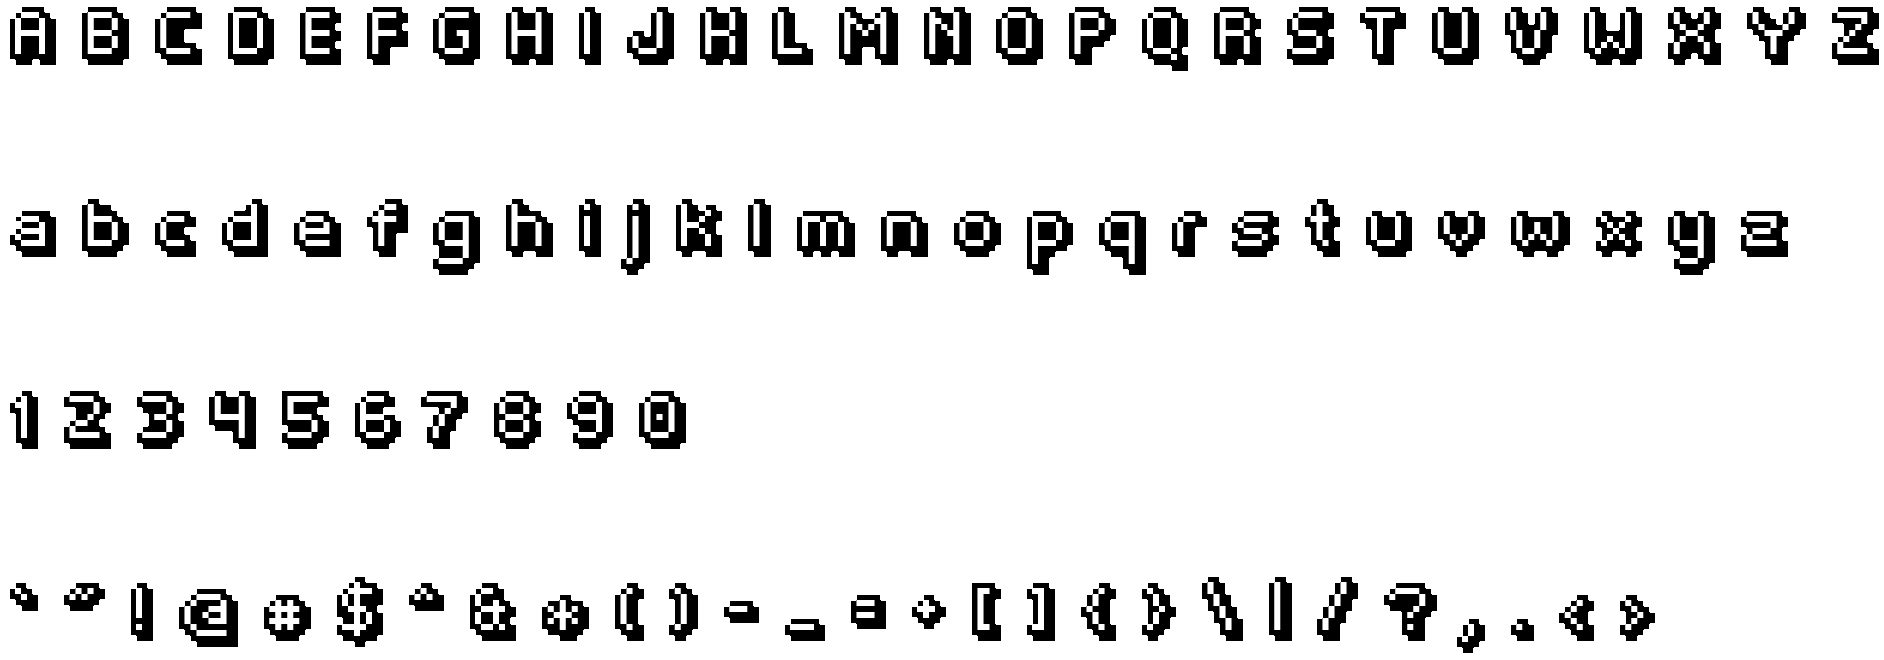 A B C D E F G H I J K L M N O P Q R S T U V W X Y Z
a b c d e f g h i j k l m n o p q r s t u v w x y z
1 2 3 4 5 6 7 8 9 0
` ~ ! @ # $ ^ & * ( ) - _ = + [ ] { } \ | / ? , . < >